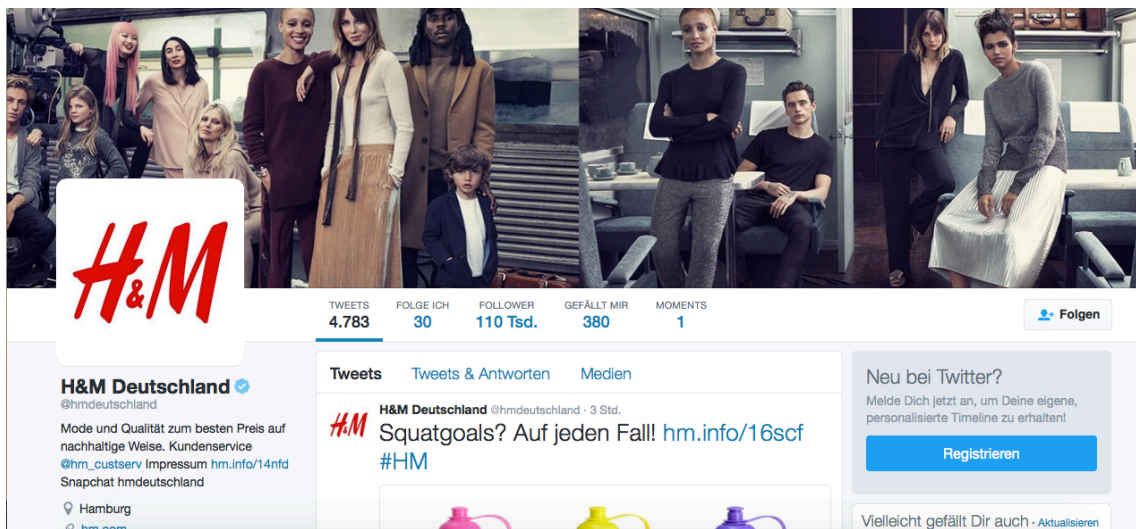 H&M
TWEETS
4.783
FOLGE ICH
30
FOLLOWER
110 Tsd.
GEFÄLLT MIR
380
MOMENTS
1
Folgen
H&M Deutschland
@hmdeutschland
Mode und Qualität zum besten Preis auf
nachhaltige Weise. Kundenservice
@hm_custserv Impressum hm.info/14nfd
Snapchat hmdeutschland
Hamburg
hm.com
Tweets Tweets & Antworten Medien
H&M
H&M Deutschland @hmdeutschland · 3 Std.
Squatgoals? Auf jeden Fall! hm.info/16scf
#HM
Neu bei Twitter?
Melde Dich jetzt an, um Deine eigene,
personalisierte Timeline zu erhalten!
Registrieren
Vielleicht gefällt Dir auch · Aktualisieren